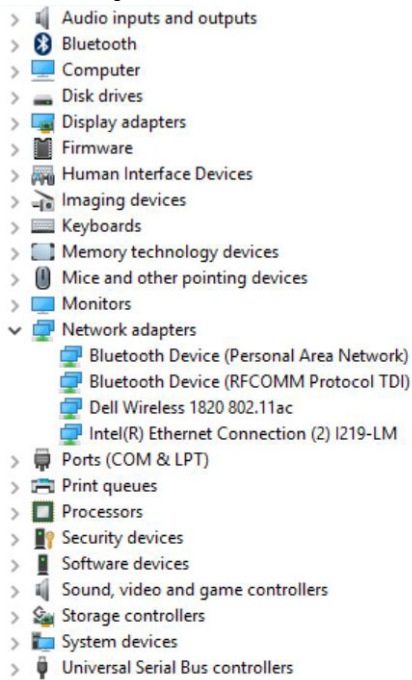 Audio inputs and outputs
Bluetooth
Computer
Disk drives
Display adapters
Firmware
Human Interface Devices
Imaging devices
Keyboards
Memory technology devices
Mice and other pointing devices
Monitors
Network adapters
Bluetooth Device (Personal Area Network)
Bluetooth Device (RFCOMM Protocol TDI)
Dell Wireless 1820 802.11ac
Intel(R) Ethernet Connection (2) I219-LM
Ports (COM & LPT)
Print queues
Processors
Security devices
Software devices
Sound, video and game controllers
Storage controllers
System devices
Universal Serial Bus controllers